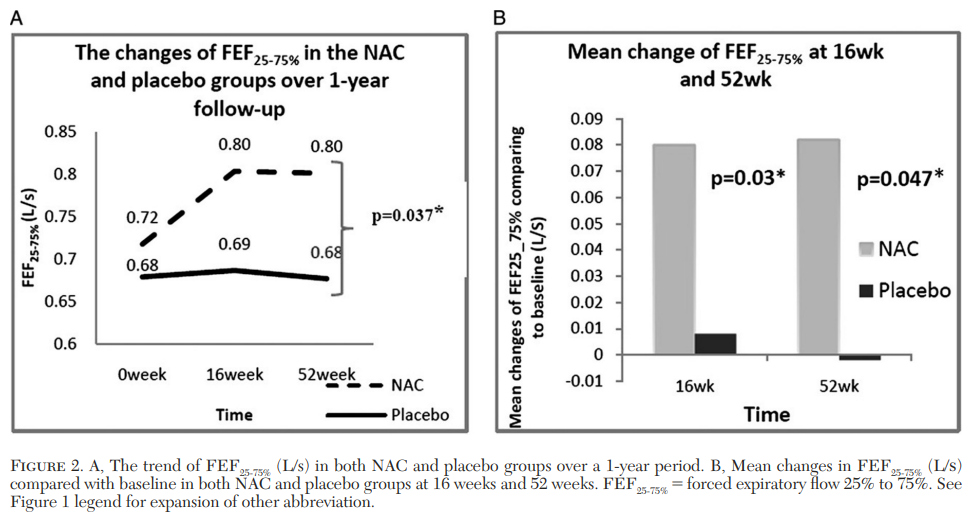 A
The changes of FEF25-75% in the NAC
and placebo groups over 1-year
follow-up
FEF25-75% (L/s)
0.85
0.8
0.75
0.7
0.65
0.6
0.72
0.80
0.80
0.68
0.69
0.68
p=0.037*
0week
16week
52week
NAC
Placebo
Time
B
Mean change of FEF25-75% at 16wk
and 52wk
Mean changes of FEF25_75% comparing
to baseline (L/S)
0.09
0.08
0.07
0.06
0.05
0.04
0.03
0.02
0.01
0
-0.01
p=0.03*
p=0.047*
NAC
Placebo
16wk
52wk
Time
FIGURE 2. A, The trend of FEF25-75% (L/s) in both NAC and placebo groups over a 1-year period. B, Mean changes in FEF25-75% (L/s)
compared with baseline in both NAC and placebo groups at 16 weeks and 52 weeks. FEF25-75% = forced expiratory flow 25% to 75%. See
Figure 1 legend for expansion of other abbreviation.